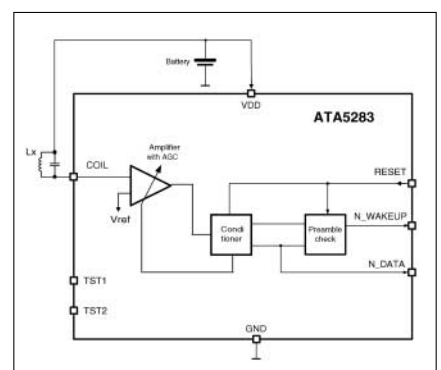 Battery
VDD
ATA5283
Lx
COIL
Amplifier
with AGC
Vref
RESET
Condi
tioner
Preamble
check
N_WAKEUP
N_DATA
TST1
TST2
GND